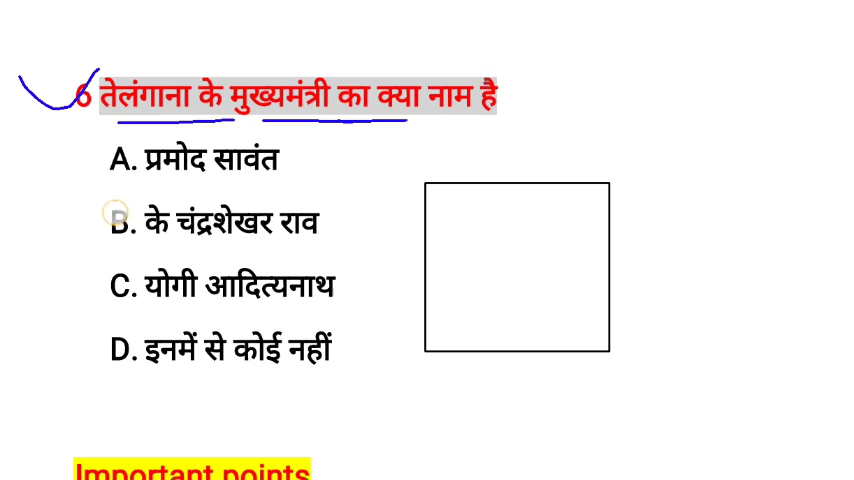 6 तेलंगाना के मुख्यमंत्री का क्या नाम है
A. प्रमोद सावंत
B. के चंद्रशेखर राव
C. योगी आदित्यनाथ
D. इनमें से कोई नहीं
Important points